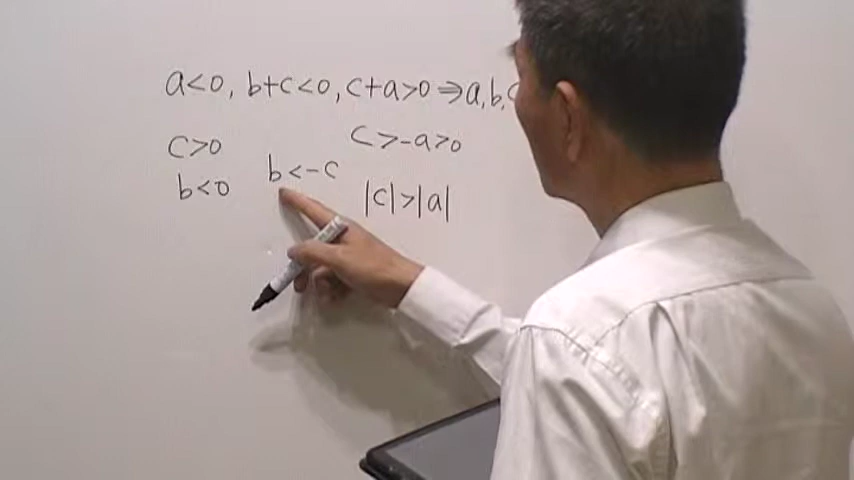 a<0, b+c<0, c+a>0 ⇒ a, b, c
c>0
c>-a>0
b<-c
b<0
|c|>|a|